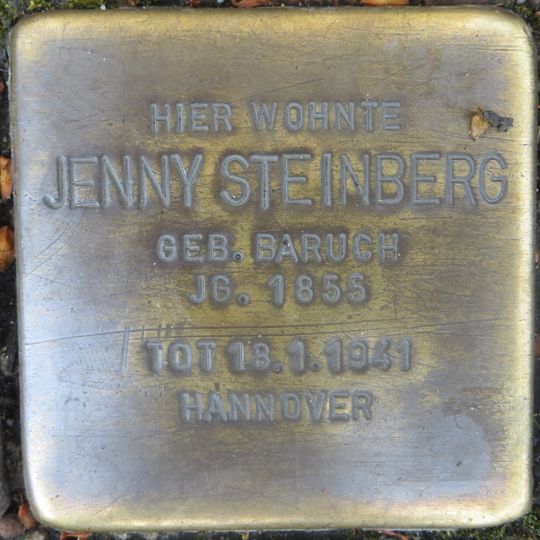 HIER WOHNTE
JENNY STEINBERG
GEB. BARUCH
JG. 1855
TOT 18.1.1941
HANNOVER